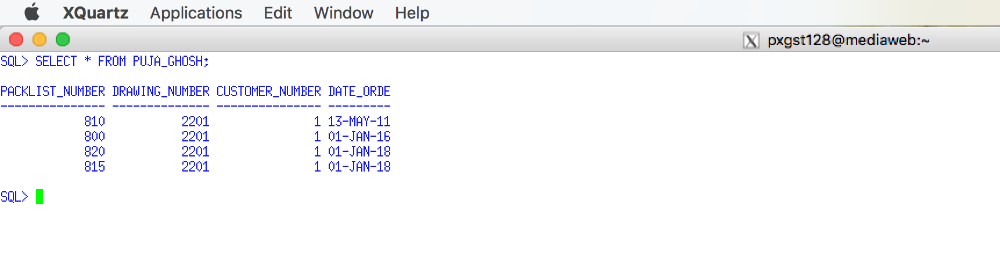 XQuartz Applications Edit Window Help
pxgst128@mediaweb:~
SQL> SELECT * FROM PUJA_GHOSH;
PACKLIST_NUMBER DRAWING_NUMBER CUSTOMER_NUMBER DATE_ORDE
--------------- -------------- --------------- ---------
810 2201 1 13-MAY-11
800 2201 1 01-JAN-16
820 2201 1 01-JAN-18
815 2201 1 01-JAN-18
SQL>